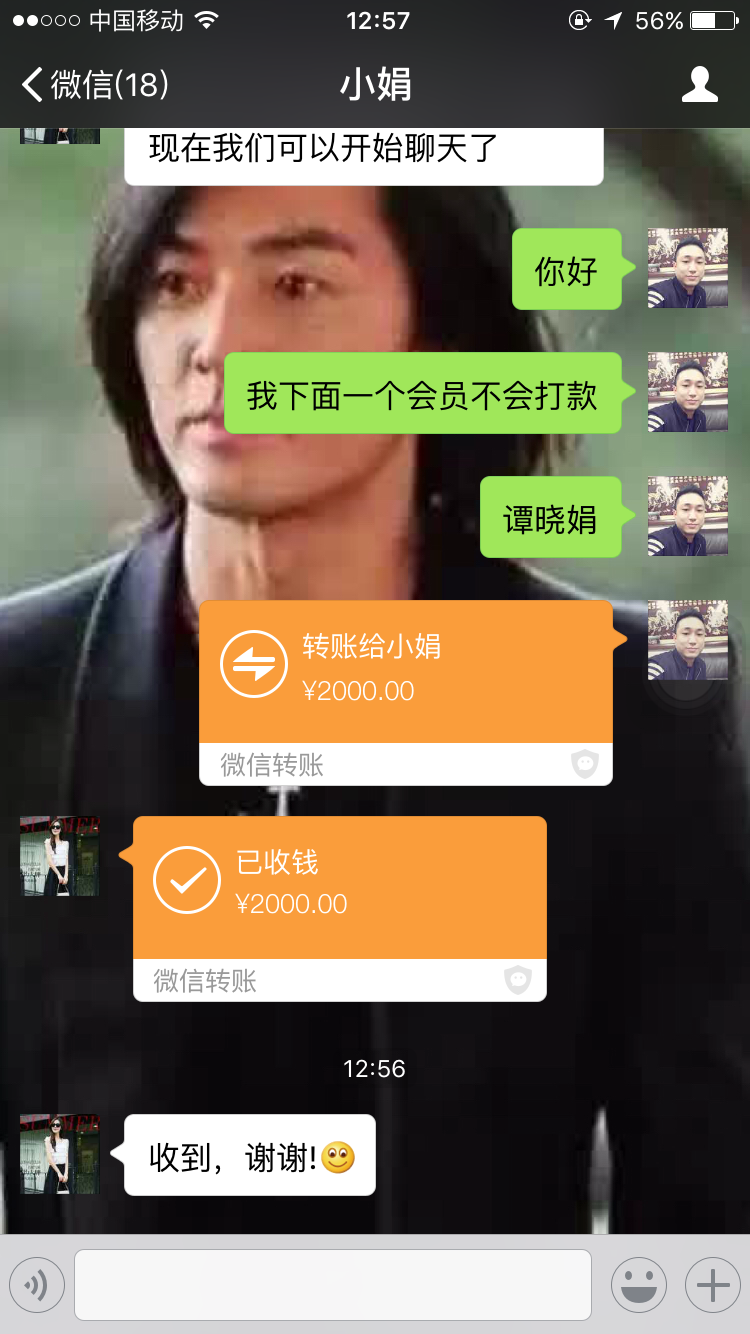 中国移动 12:57 56%
微信(18) 小娟
现在我们可以开始聊天了
你好
我下面一个会员不会打款
谭晓娟
转账给小娟
¥2000.00
微信转账
已收钱
¥2000.00
微信转账
12:56
收到，谢谢!